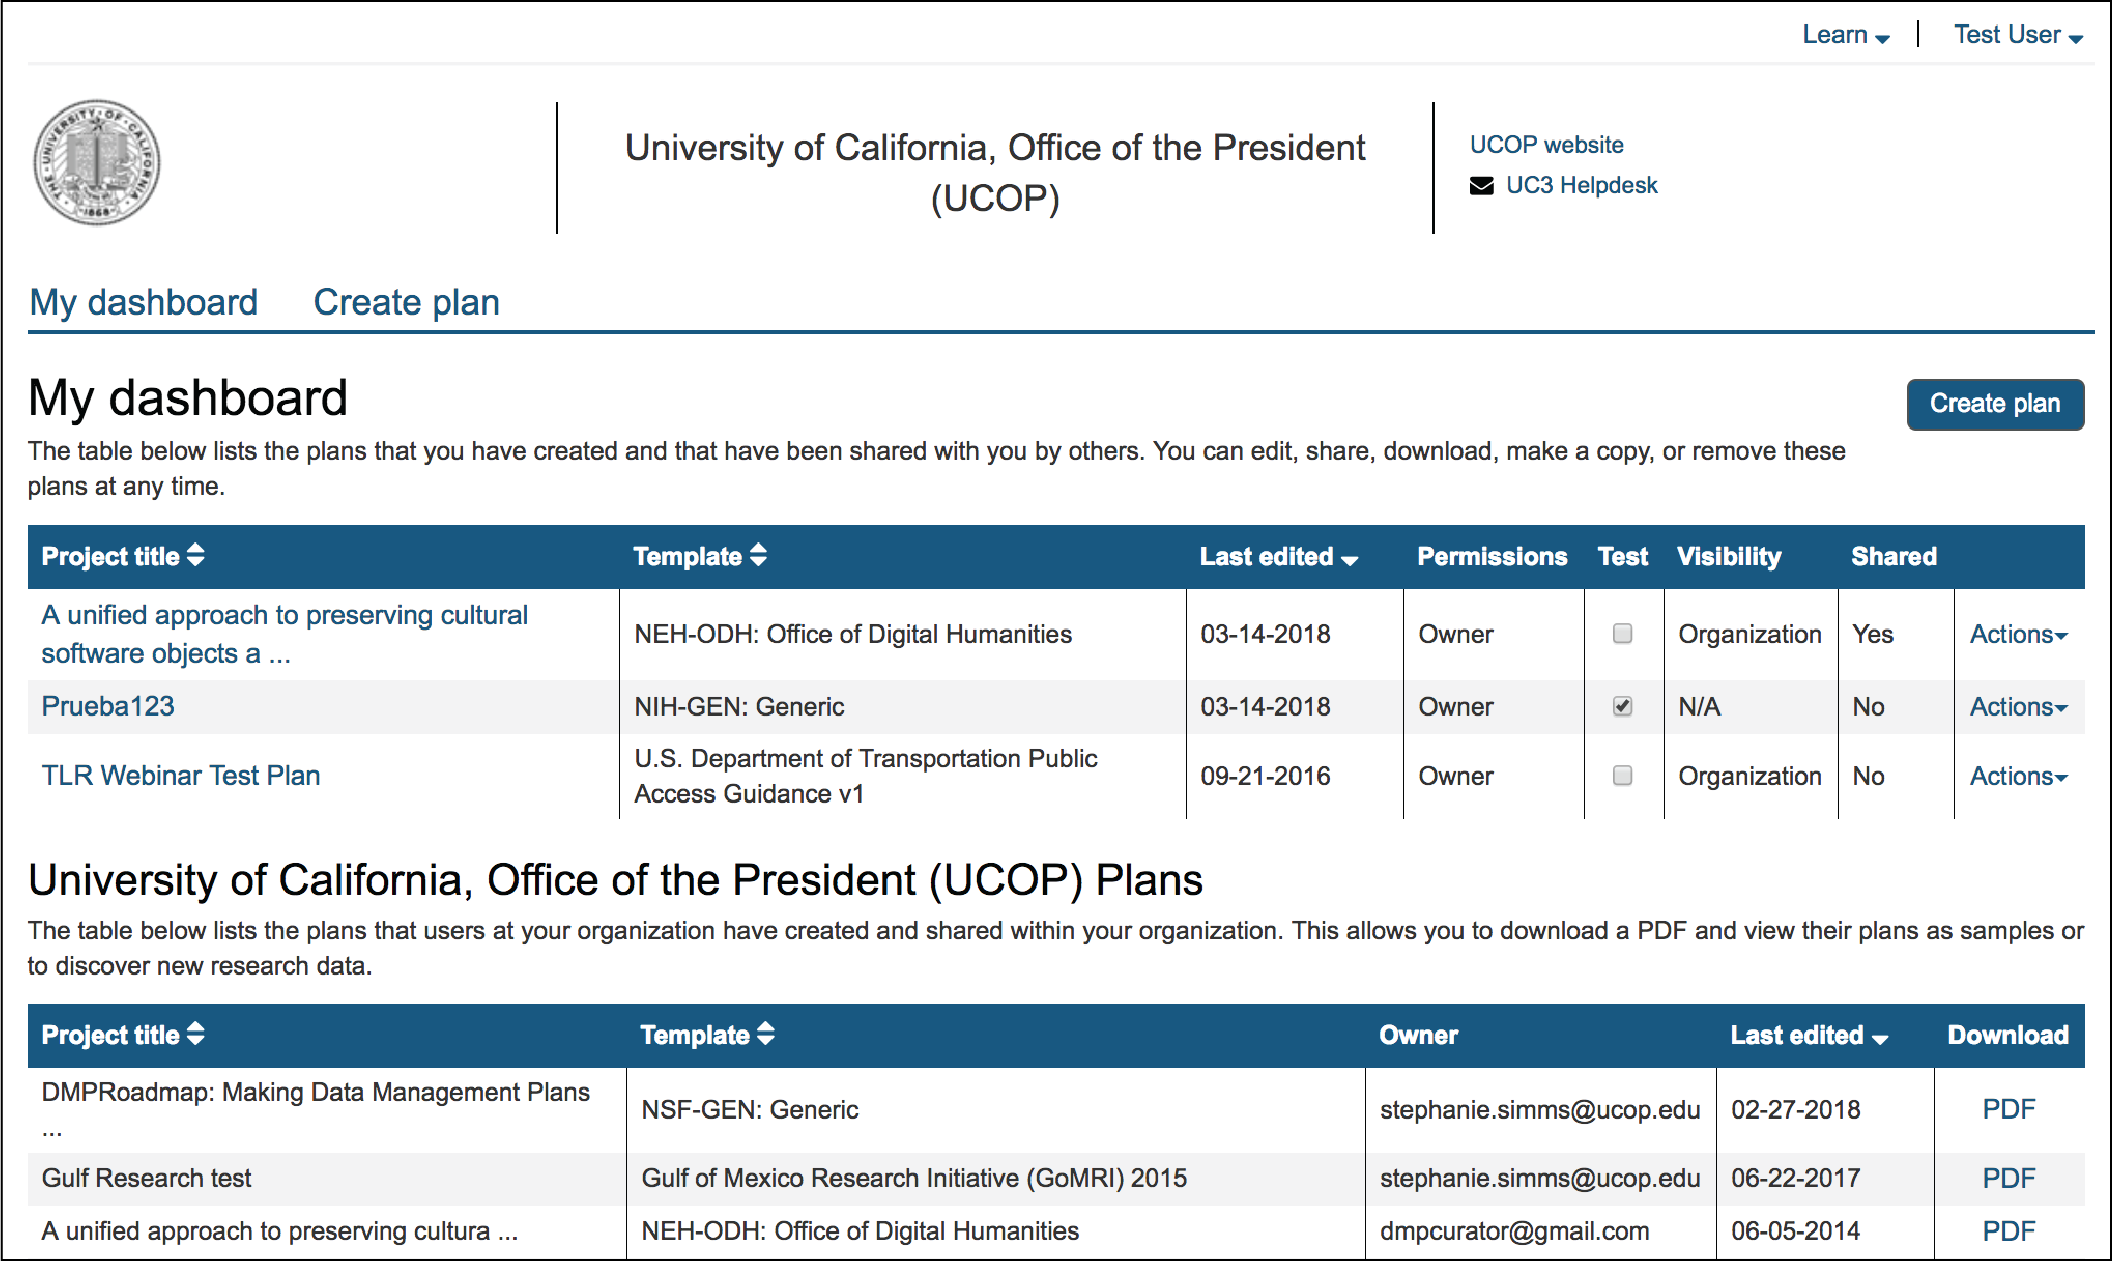 Learn
Test User
THE · UNIVERSITY · OF · CALIFORNIA · 1868
University of California, Office of the President
(UCOP)
UCOP website
UC3 Helpdesk
My dashboard Create plan
My dashboard
Create plan
The table below lists the plans that you have created and that have been shared with you by others. You can edit, share, download, make a copy, or remove these
plans at any time.
Project title Template Last edited Permissions Test Visibility Shared
A unified approach to preserving cultural
software objects a ...
NEH-ODH: Office of Digital Humanities 03-14-2018 Owner Organization Yes Actions
Prueba123 NIH-GEN: Generic 03-14-2018 Owner N/A No Actions
TLR Webinar Test Plan
U.S. Department of Transportation Public
Access Guidance v1
09-21-2016 Owner Organization No Actions
University of California, Office of the President (UCOP) Plans
The table below lists the plans that users at your organization have created and shared within your organization. This allows you to download a PDF and view their plans as samples or
to discover new research data.
Project title Template Owner Last edited Download
DMPRoadmap: Making Data Management Plans
...
NSF-GEN: Generic stephanie.simms@ucop.edu 02-27-2018 PDF
Gulf Research test Gulf of Mexico Research Initiative (GoMRI) 2015 stephanie.simms@ucop.edu 06-22-2017 PDF
A unified approach to preserving cultura ... NEH-ODH: Office of Digital Humanities dmpcurator@gmail.com 06-05-2014 PDF